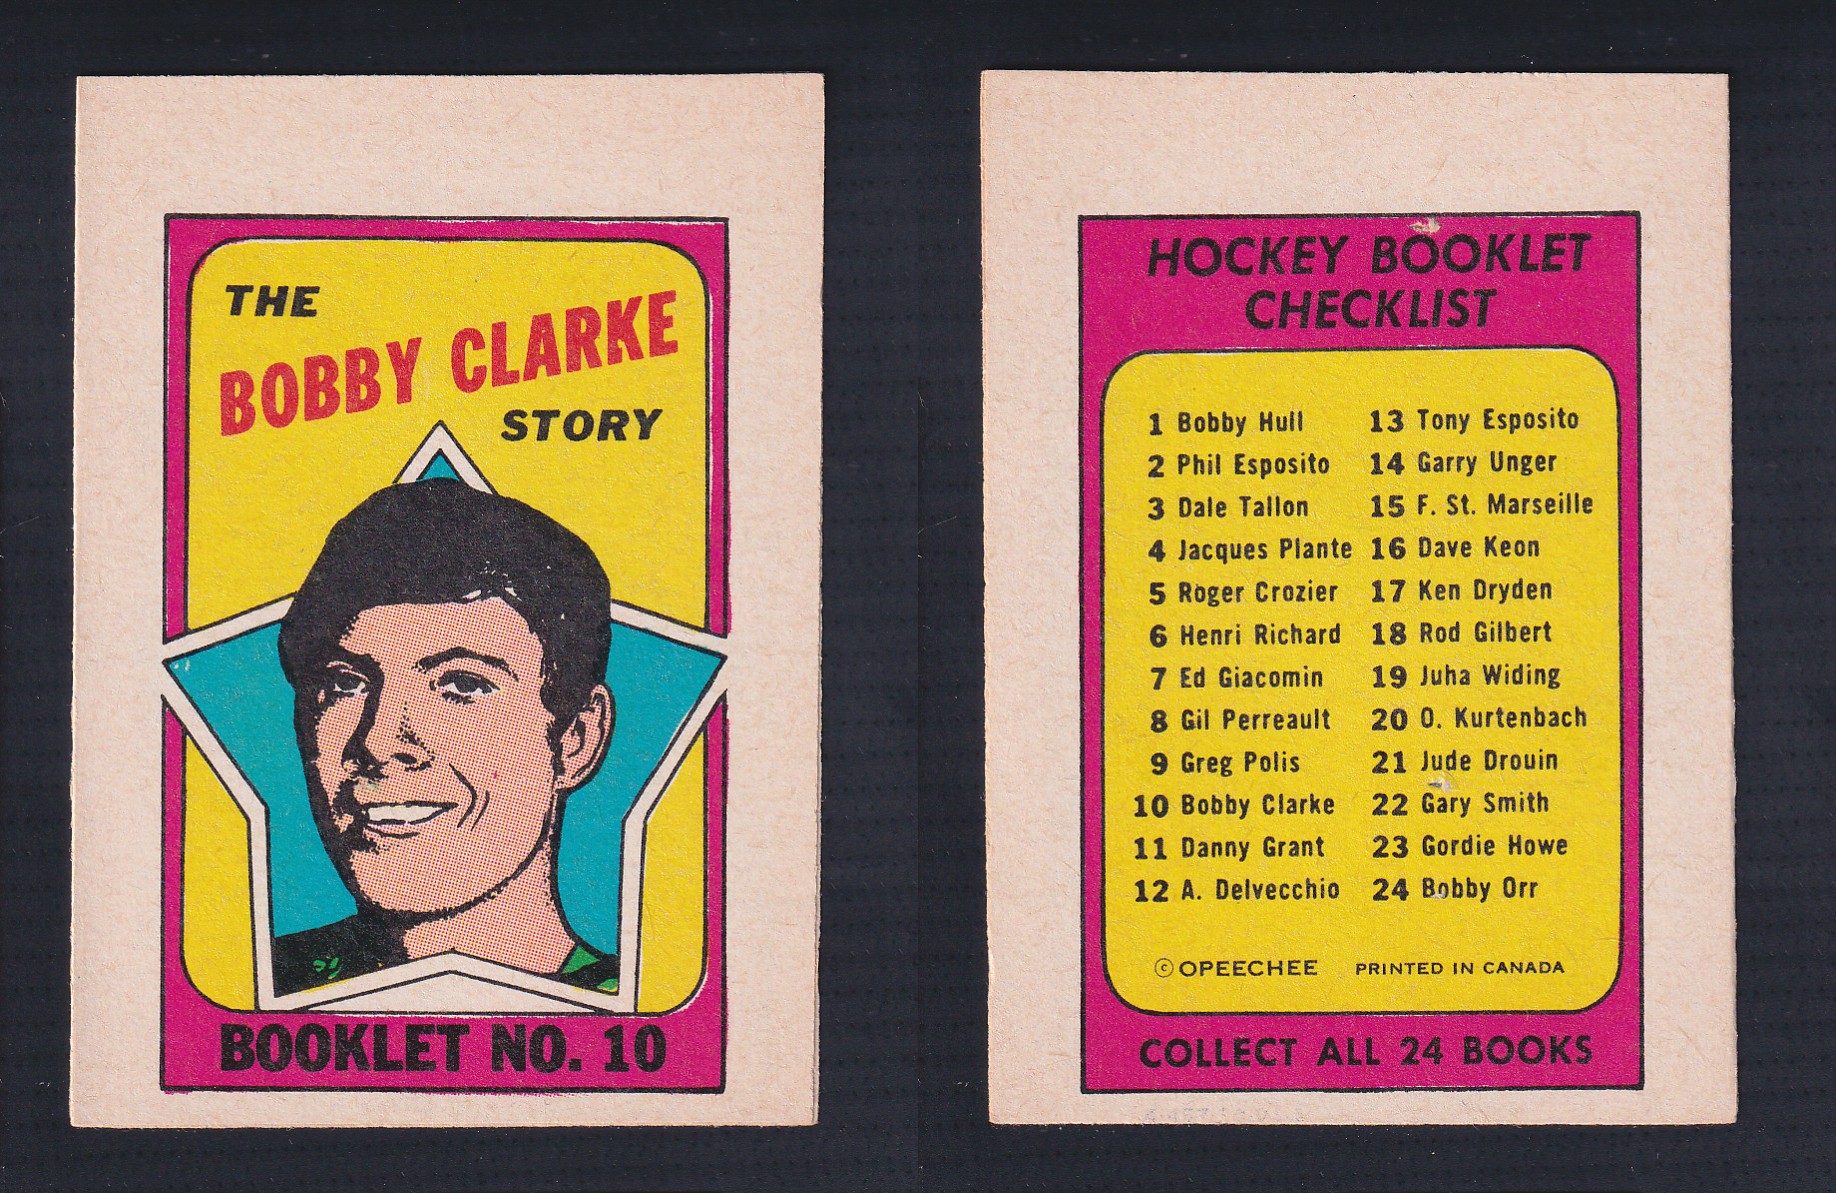 THE
BOBBY CLARKE
STORY
BOOKLET NO. 10
HOCKEY BOOKLET
CHECKLIST
1 Bobby Hull
2 Phil Esposito
3 Dale Tallon
4 Jacques Plante
5 Roger Crozier
6 Henri Richard
7 Ed Giacomin
8 Gil Perreault
9 Greg Polis
10 Bobby Clarke
11 Danny Grant
12 A. Delvecchio
13 Tony Esposito
14 Garry Unger
15 F. St. Marseille
16 Dave Keon
17 Ken Dryden
18 Rod Gilbert
19 Juha Widing
20 O. Kurtenbach
21 Jude Drouin
22 Gary Smith
23 Gordie Howe
24 Bobby Orr
© OPEECHEE PRINTED IN CANADA
COLLECT ALL 24 BOOKS